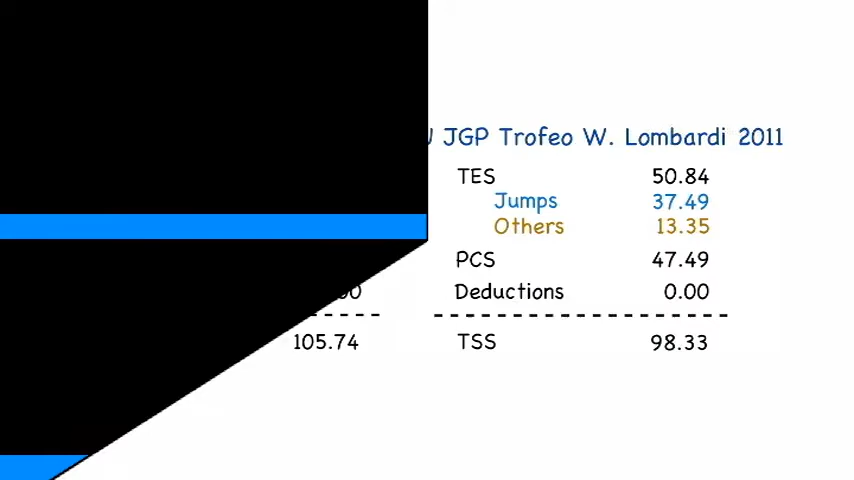 JGP Trofeo W. Lombardi 2011
TES 50.84
Jumps 37.49
Others 13.35
PCS 47.49
Deductions 0.00
105.74 TSS 98.33